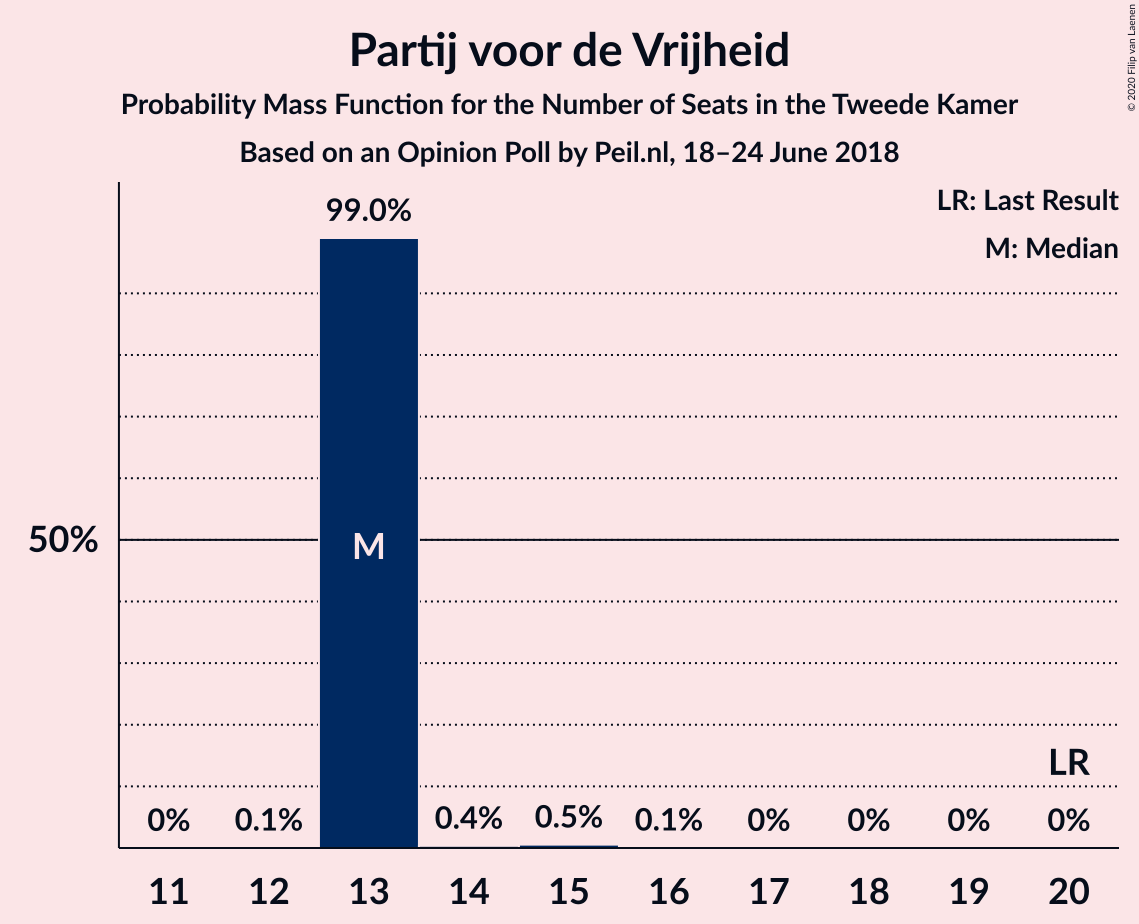 Partij voor de Vrijheid
Probability Mass Function for the Number of Seats in the Tweede Kamer
Based on an Opinion Poll by Peil.nl, 18–24 June 2018
© 2020 Filip van Laenen
LR: Last Result
M: Median
99.0%
50%
M
LR
0% 0.1% 0.4% 0.5% 0.1% 0% 0% 0% 0%
11 12 13 14 15 16 17 18 19 20